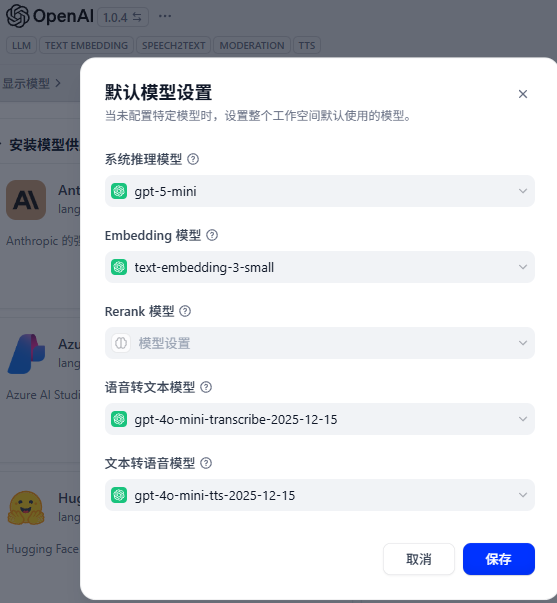 OpenAI 1.0.4 ...
LLM TEXT EMBEDDING SPEECH2TEXT MODERATION TTS
显示模型
安装模型供
Ant
lang
Anthropic 的强
Azu
lang
Azure AI Studi
Hug
lang
Hugging Face
默认模型设置
当未配置特定模型时，设置整个工作空间默认使用的模型。
系统推理模型
gpt-5-mini
Embedding 模型
text-embedding-3-small
Rerank 模型
模型设置
语音转文本模型
gpt-4o-mini-transcribe-2025-12-15
文本转语音模型
gpt-4o-mini-tts-2025-12-15
取消 保存